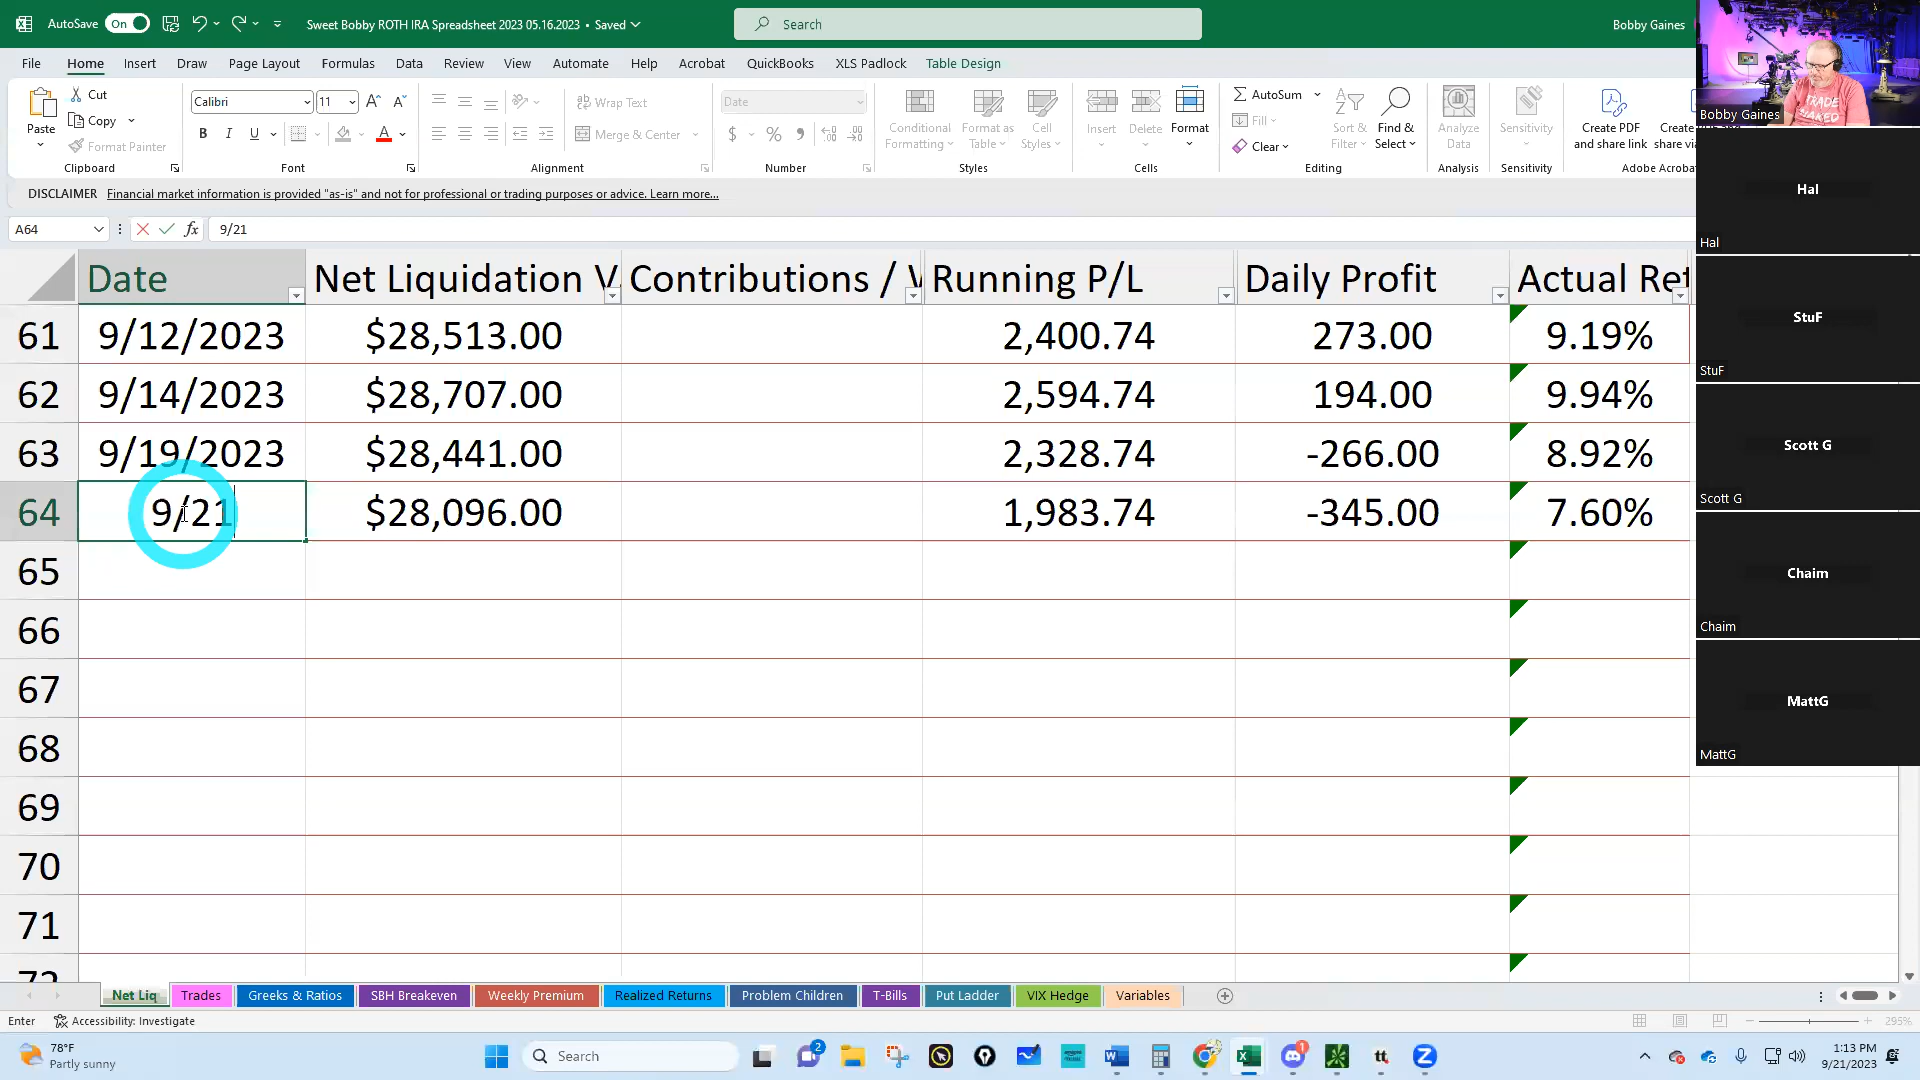 AutoSave On
Sweet Bobby ROTH IRA Spreadsheet 2023 05.16.2023 • Saved
Search
Bobby Gaines
File Home Insert Draw Page Layout Formulas Data Review View Automate Help Acrobat QuickBooks XLS Padlock Table Design
Paste
Cut
Copy
Format Painter
Clipboard
Calibri 11
B I U
Font
Wrap Text
Merge & Center
Alignment
Date
$ %
Number
Conditional Formatting
Format as Table
Cell Styles
Styles
Insert Delete Format
Cells
AutoSum
Fill
Clear
Sort & Filter
Find & Select
Editing
Analyze Data
Analysis
Sensitivity
Sensitivity
Create PDF and share link
Adobe Acrobat
DISCLAIMER Financial market information is provided "as-is" and not for professional or trading purposes or advice. Learn more...
A64 fx 9/21
Date Net Liquidation V Contributions / Running P/L Daily Profit Actual Ret
61 9/12/2023 $28,513.00 2,400.74 273.00 9.19%
62 9/14/2023 $28,707.00 2,594.74 194.00 9.94%
63 9/19/2023 $28,441.00 2,328.74 -266.00 8.92%
64 9/21 $28,096.00 1,983.74 -345.00 7.60%
65
66
67
68
69
70
71
Net Liq Trades Greeks & Ratios SBH Breakeven Weekly Premium Realized Returns Problem Children T-Bills Put Ladder VIX Hedge Variables
Enter Accessibility: Investigate 295%
78°F
Partly sunny
Search
2
1
tt
1:13 PM
9/21/2023
TRADE
NAKED
Bobby Gaines
Hal
Hal
StuF
StuF
Scott G
Scott G
Chaim
Chaim
MattG
MattG